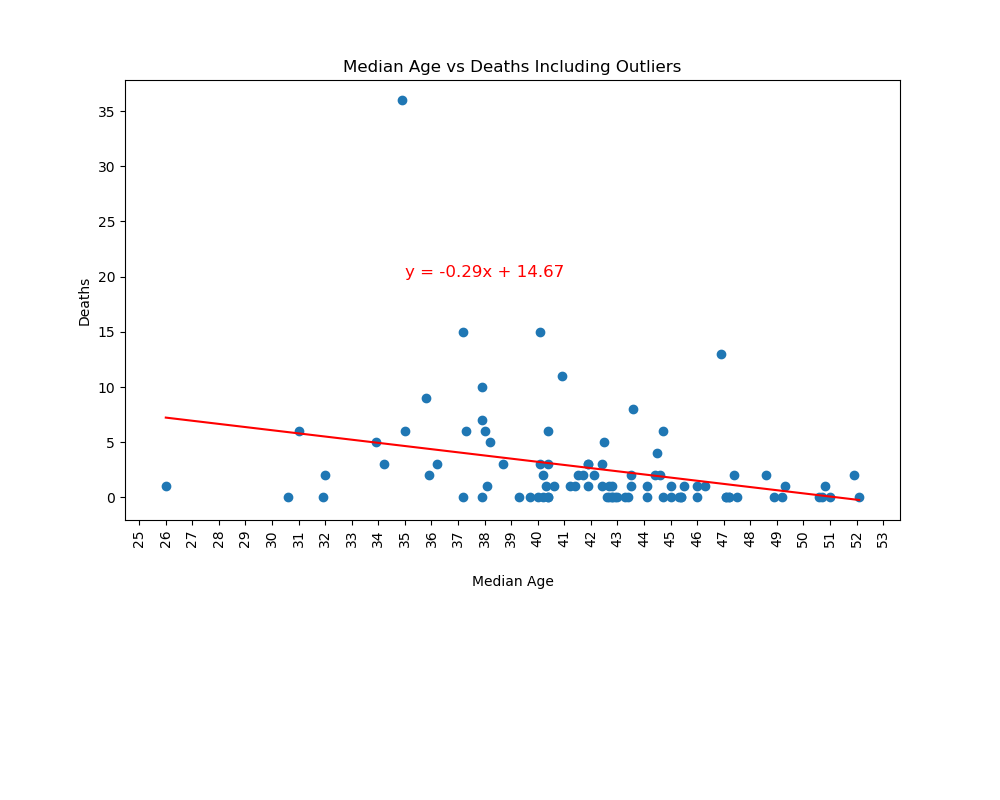 Median Age vs Deaths Including Outliers
35
30
25
20
15
10
5
0
Deaths
y = -0.29x + 14.67
25 26 27 28 29 30 31 32 33 34 35 36 37 38 39 40 41 42 43 44 45 46 47 48 49 50 51 52 53
Median Age